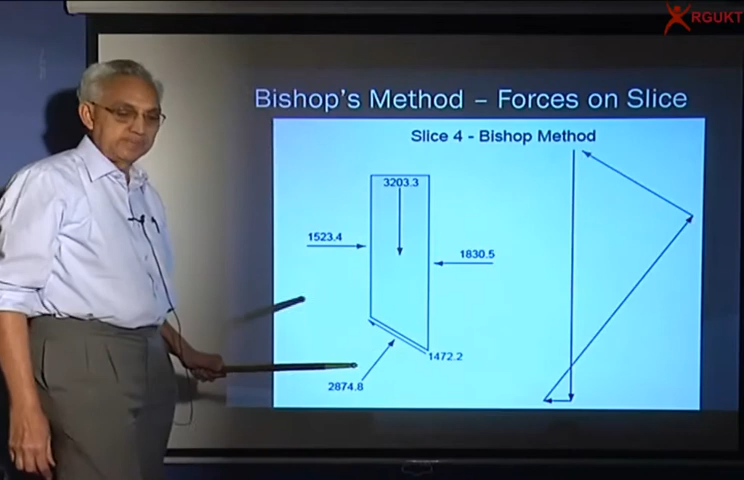 RGUKT
Bishop's Method – Forces on Slice
Slice 4 - Bishop Method
3203.3
1523.4
1830.5
1472.2
2874.8